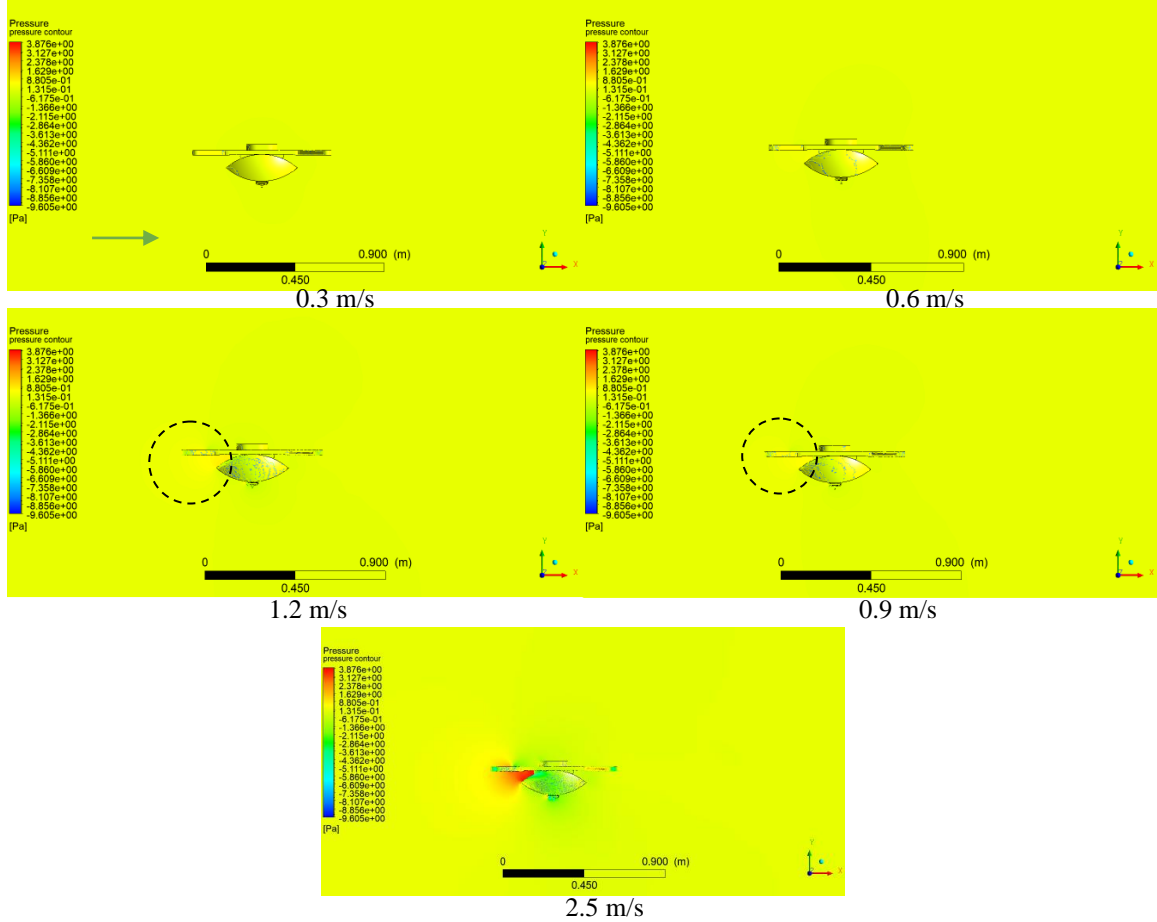 Pressure
pressure contour
3.876e+00
3.127e+00
2.378e+00
1.629e+00
8.805e-01
1.315e-01
-6.175e-01
-1.366e+00
-2.115e+00
-2.864e+00
-3.613e+00
-4.362e+00
-5.111e+00
-5.860e+00
-6.609e+00
-7.358e+00
-8.107e+00
-8.856e+00
-9.605e+00
[Pa]
0 0.900 (m)
0.450
Y
X
0.3 m/s
Pressure
pressure contour
3.876e+00
3.127e+00
2.378e+00
1.629e+00
8.805e-01
1.315e-01
-6.175e-01
-1.366e+00
-2.115e+00
-2.864e+00
-3.613e+00
-4.362e+00
-5.111e+00
-5.860e+00
-6.609e+00
-7.358e+00
-8.107e+00
-8.856e+00
-9.605e+00
[Pa]
0 0.900 (m)
0.450
Y
X
0.6 m/s
Pressure
pressure contour
3.876e+00
3.127e+00
2.378e+00
1.629e+00
8.805e-01
1.315e-01
-6.175e-01
-1.366e+00
-2.115e+00
-2.864e+00
-3.613e+00
-4.362e+00
-5.111e+00
-5.860e+00
-6.609e+00
-7.358e+00
-8.107e+00
-8.856e+00
-9.605e+00
[Pa]
0 0.900 (m)
0.450
Y
X
1.2 m/s
Pressure
pressure contour
3.876e+00
3.127e+00
2.378e+00
1.629e+00
8.805e-01
1.315e-01
-6.175e-01
-1.366e+00
-2.115e+00
-2.864e+00
-3.613e+00
-4.362e+00
-5.111e+00
-5.860e+00
-6.609e+00
-7.358e+00
-8.107e+00
-8.856e+00
-9.605e+00
[Pa]
0 0.900 (m)
0.450
Y
X
0.9 m/s
Pressure
pressure contour
3.876e+00
3.127e+00
2.378e+00
1.629e+00
8.805e-01
1.315e-01
-6.175e-01
-1.366e+00
-2.115e+00
-2.864e+00
-3.613e+00
-4.362e+00
-5.111e+00
-5.860e+00
-6.609e+00
-7.358e+00
-8.107e+00
-8.856e+00
-9.605e+00
[Pa]
0 0.900 (m)
0.450
Y
X
2.5 m/s